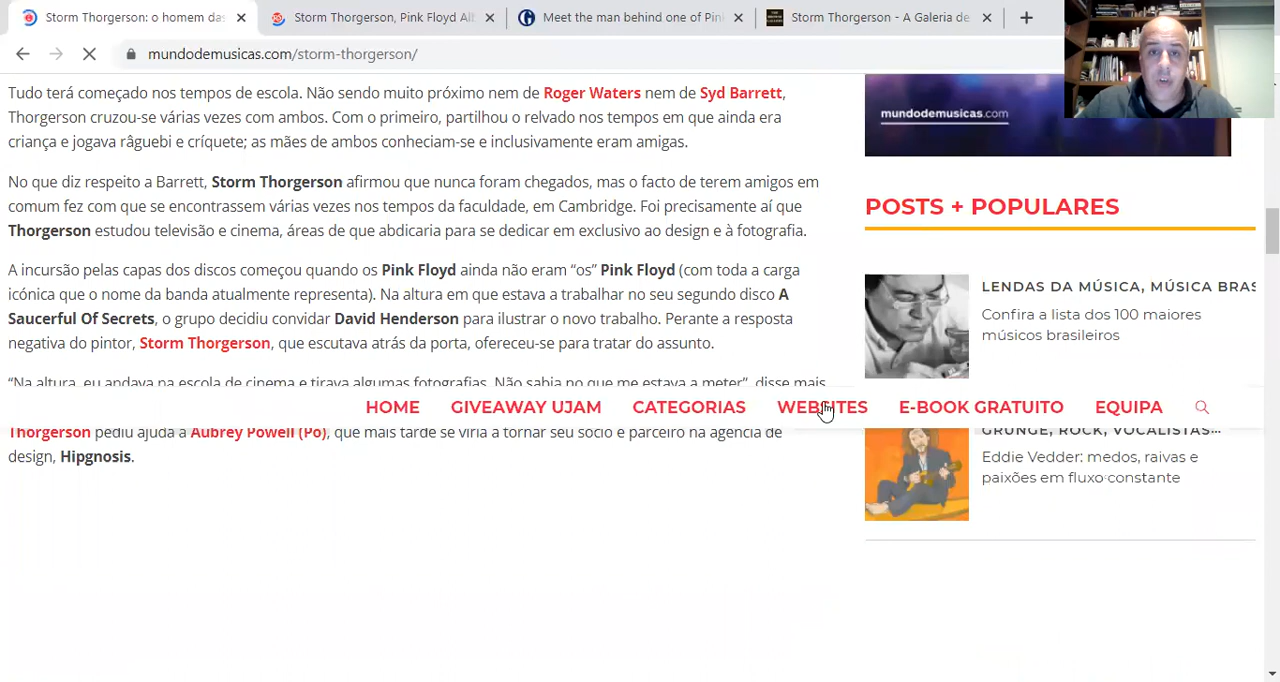 Storm Thorgerson: o homem das
Storm Thorgerson, Pink Floyd Alb
Meet the man behind one of Pin
Storm Thorgerson - A Galeria de
mundodemusicas.com/storm-thorgerson/
Tudo terá começado nos tempos de escola. Não sendo muito próximo nem de Roger Waters nem de Syd Barrett,
Thorgerson cruzou-se várias vezes com ambos. Com o primeiro, partilhou o relvado nos tempos em que ainda era
criança e jogava râguebi e críquete; as mães de ambos conheciam-se e inclusivamente eram amigas.
No que diz respeito a Barrett, Storm Thorgerson afirmou que nunca foram chegados, mas o facto de terem amigos em
comum fez com que se encontrassem várias vezes nos tempos da faculdade, em Cambridge. Foi precisamente aí que
Thorgerson estudou televisão e cinema, áreas de que abdicaria para se dedicar em exclusivo ao design e à fotografia.
A incursão pelas capas dos discos começou quando os Pink Floyd ainda não eram “os” Pink Floyd (com toda a carga
icónica que o nome da banda atualmente representa). Na altura em que estava a trabalhar no seu segundo disco A
Saucerful Of Secrets, o grupo decidiu convidar David Henderson para ilustrar o novo trabalho. Perante a resposta
negativa do pintor, Storm Thorgerson, que escutava atrás da porta, ofereceu-se para tratar do assunto.
“Na altura, eu andava na escola de cinema e tirava algumas fotografias. Não sabia no que me estava a meter”, disse mais
HOME GIVEAWAY UJAM CATEGORIAS WEBSITES E-BOOK GRATUITO EQUIPA
Thorgerson pediu ajuda a Aubrey Powell (Po), que mais tarde se viria a tornar seu sócio e parceiro na agência de
design, Hipgnosis.
mundodemusicas.com
POSTS + POPULARES
LENDAS DA MÚSICA, MÚSICA BRAS
Confira a lista dos 100 maiores
músicos brasileiros
GRUNGE, ROCK, VOCALISTAS...
Eddie Vedder: medos, raivas e
paixões em fluxo constante